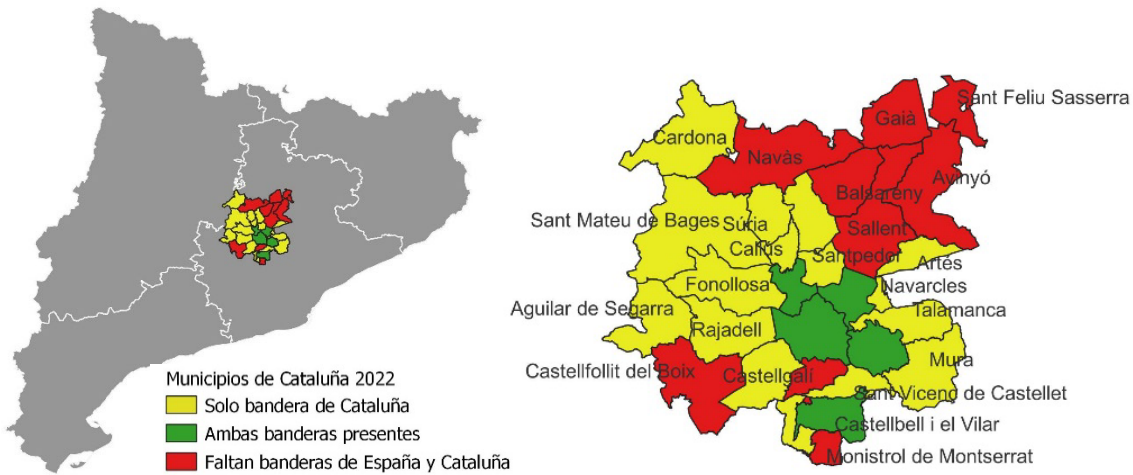 Municipios de Cataluña 2022
Solo bandera de Cataluña
Ambas banderas presentes
Faltan banderas de España y Cataluña
Sant Feliu Sasserra
Gaià
Cardona
Navàs
Avinyó
Balsareny
Sant Mateu de Bages
Súria
Sallent
Callús
Santpedor
Artés
Fonollosa
Navarcles
Aguilar de Segarra
Talamanca
Rajadell
Mura
Castellfollit del Boix
Castellgalí
Sant Vicenç de Castellet
Castellbell i el Vilar
Monistrol de Montserrat